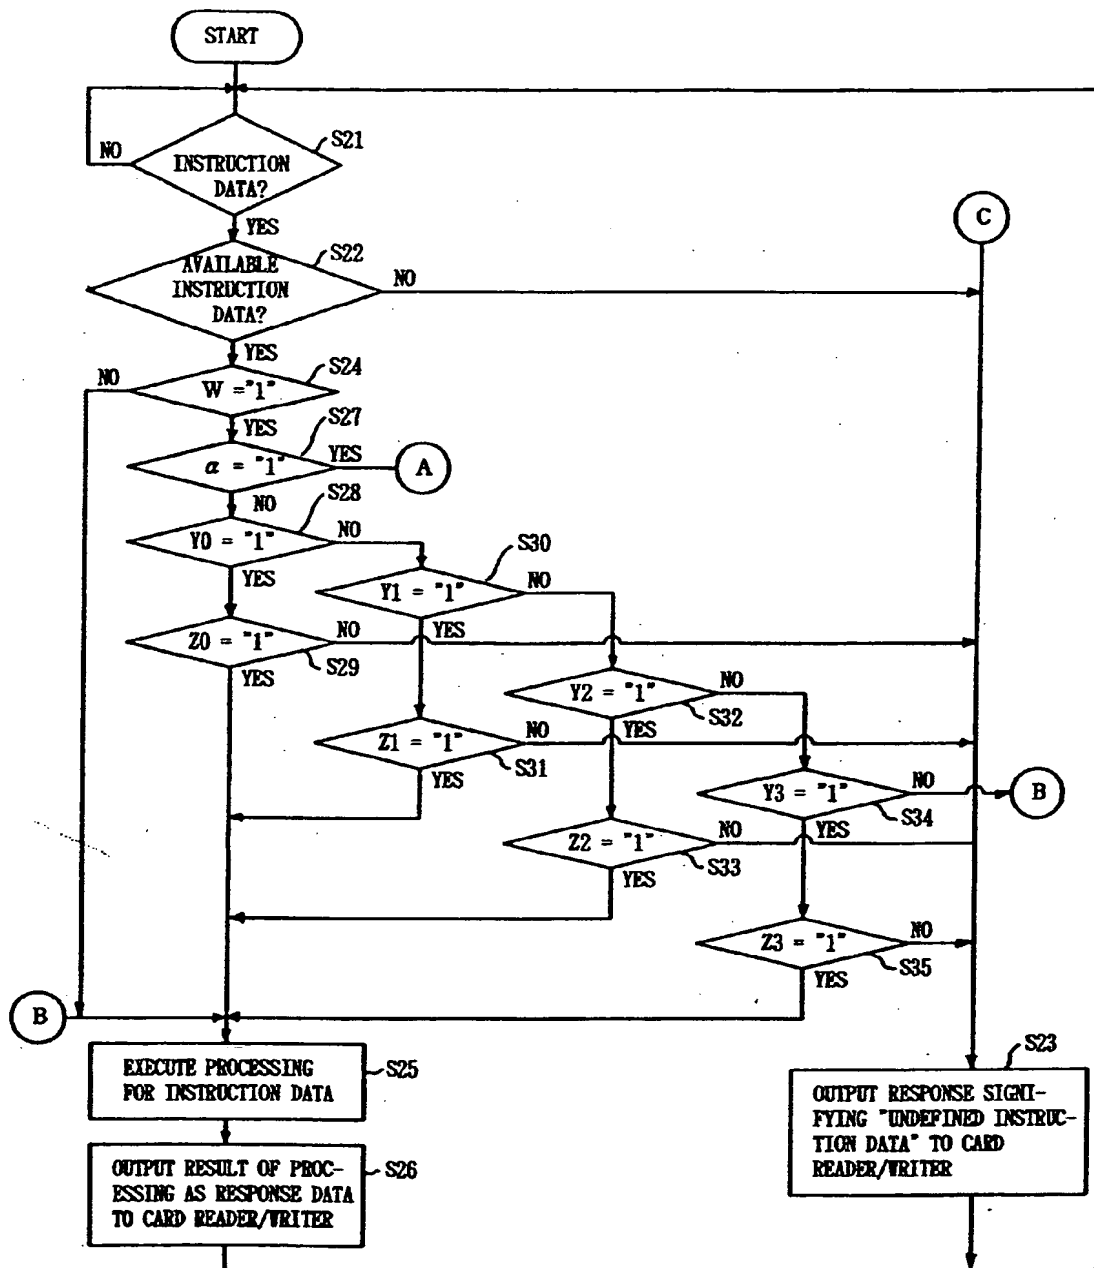 START
S21
NO
INSTRUCTION
DATA?
YES
C
S22
AVAILABLE
INSTRUCTION
DATA?
NO
YES
S24
NO
W = "1"
YES
S27
α = "1"
YES
A
NO
S28
Y0 = "1"
NO
YES
S30
Y1 = "1"
NO
YES
Z0 = "1"
NO
S29
YES
Y2 = "1"
NO
S32
YES
Z1 = "1"
NO
S31
YES
Y3 = "1"
NO
B
S34
YES
Z2 = "1"
NO
S33
YES
Z3 = "1"
NO
S35
YES
B
S25
EXECUTE PROCESSING
FOR INSTRUCTION DATA
S23
OUTPUT RESPONSE SIGNI-
FYING "UNDEFINED INSTRUC-
TION DATA" TO CARD
READER/WRITER
S26
OUTPUT RESULT OF PROC-
ESSING AS RESPONSE DATA
TO CARD READER/WRITER